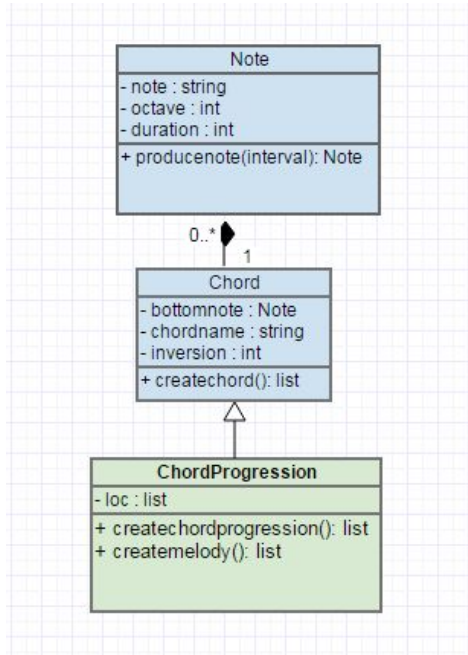 Note
- note : string
- octave : int
- duration : int
+ producenote(interval): Note
0..*
1
Chord
- bottomnote : Note
- chordname : string
- inversion : int
+ createchord(): list
ChordProgression
- loc : list
+ createchordprogression(): list
+ createmelody(): list